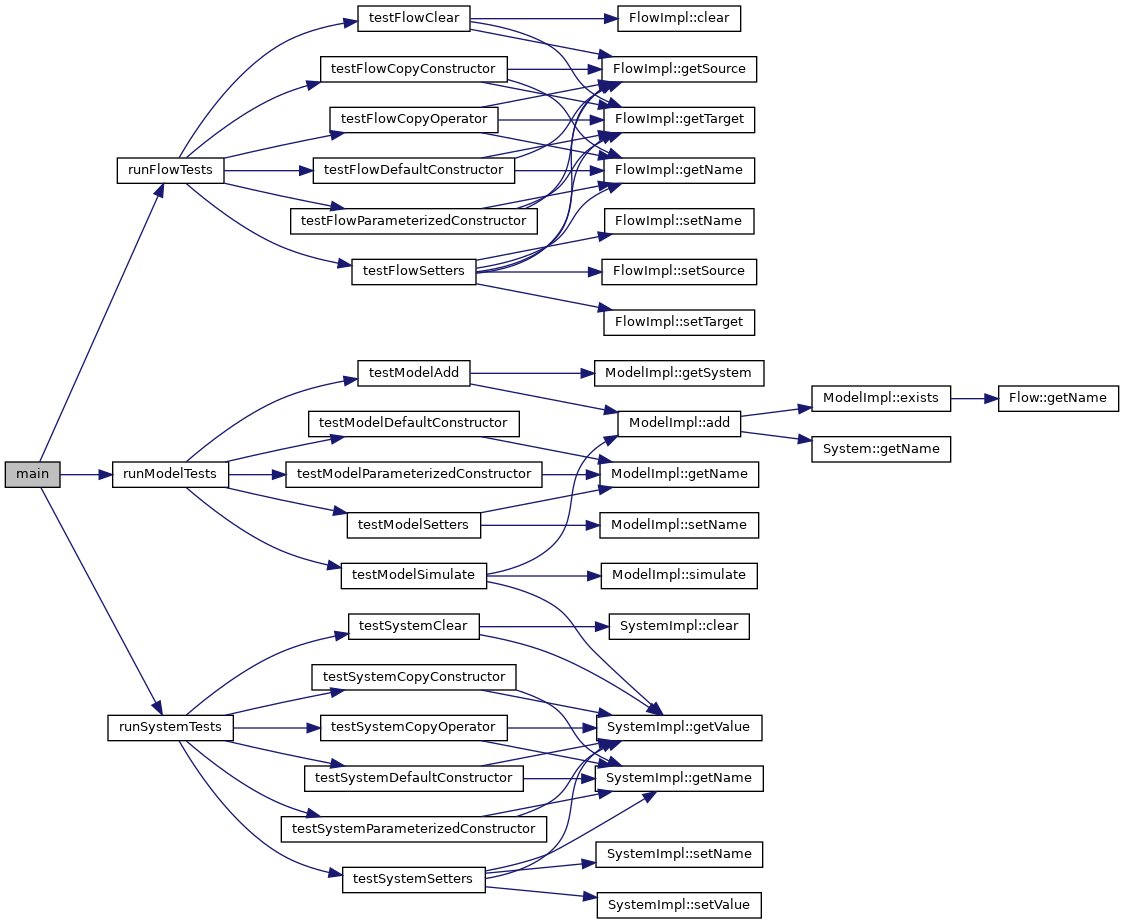 main
runFlowTests
testFlowClear
FlowImpl::clear
FlowImpl::getSource
testFlowCopyConstructor
FlowImpl::getTarget
testFlowCopyOperator
FlowImpl::getName
testFlowDefaultConstructor
testFlowParameterizedConstructor
FlowImpl::setName
testFlowSetters
FlowImpl::setSource
FlowImpl::setTarget
runModelTests
testModelAdd
ModelImpl::getSystem
ModelImpl::add
ModelImpl::exists
Flow::getName
System::getName
testModelDefaultConstructor
ModelImpl::getName
testModelParameterizedConstructor
testModelSetters
ModelImpl::setName
testModelSimulate
ModelImpl::simulate
runSystemTests
testSystemClear
SystemImpl::clear
SystemImpl::getValue
testSystemCopyConstructor
SystemImpl::getName
testSystemCopyOperator
testSystemDefaultConstructor
testSystemParameterizedConstructor
testSystemSetters
SystemImpl::setName
SystemImpl::setValue